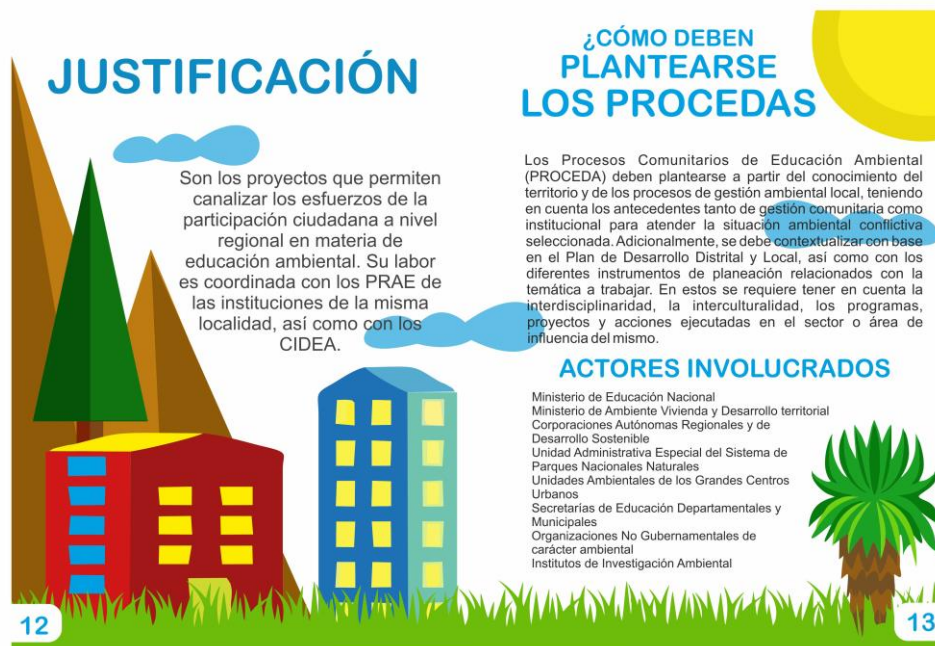 JUSTIFICACIÓN
Son los proyectos que permiten
canalizar los esfuerzos de la
participación ciudadana a nivel
regional en materia de
educación ambiental. Su labor
es coordinada con los PRAE de
las instituciones de la misma
localidad, así como con los
CIDEA.
12
¿CÓMO DEBEN
PLANTEARSE
LOS PROCEDAS
Los Procesos Comunitarios de Educación Ambiental
(PROCEDA) deben plantearse a partir del conocimiento del
territorio y de los procesos de gestión ambiental local, teniendo
en cuenta los antecedentes tanto de gestión comunitaria como
institucional para atender la situación ambiental conflictiva
seleccionada. Adicionalmente, se debe contextualizar con base
en el Plan de Desarrollo Distrital y Local, así como con los
diferentes instrumentos de planeación relacionados con la
temática a trabajar. En estos se requiere tener en cuenta la
interdisciplinaridad, la interculturalidad, los programas,
proyectos y acciones ejecutadas en el sector o área de
influencia del mismo.
ACTORES INVOLUCRADOS
Ministerio de Educación Nacional
Ministerio de Ambiente Vivienda y Desarrollo territorial
Corporaciones Autónomas Regionales y de
Desarrollo Sostenible
Unidad Administrativa Especial del Sistema de
Parques Nacionales Naturales
Unidades Ambientales de los Grandes Centros
Urbanos
Secretarías de Educación Departamentales y
Municipales
Organizaciones No Gubernamentales de
carácter ambiental
Institutos de Investigación Ambiental
13